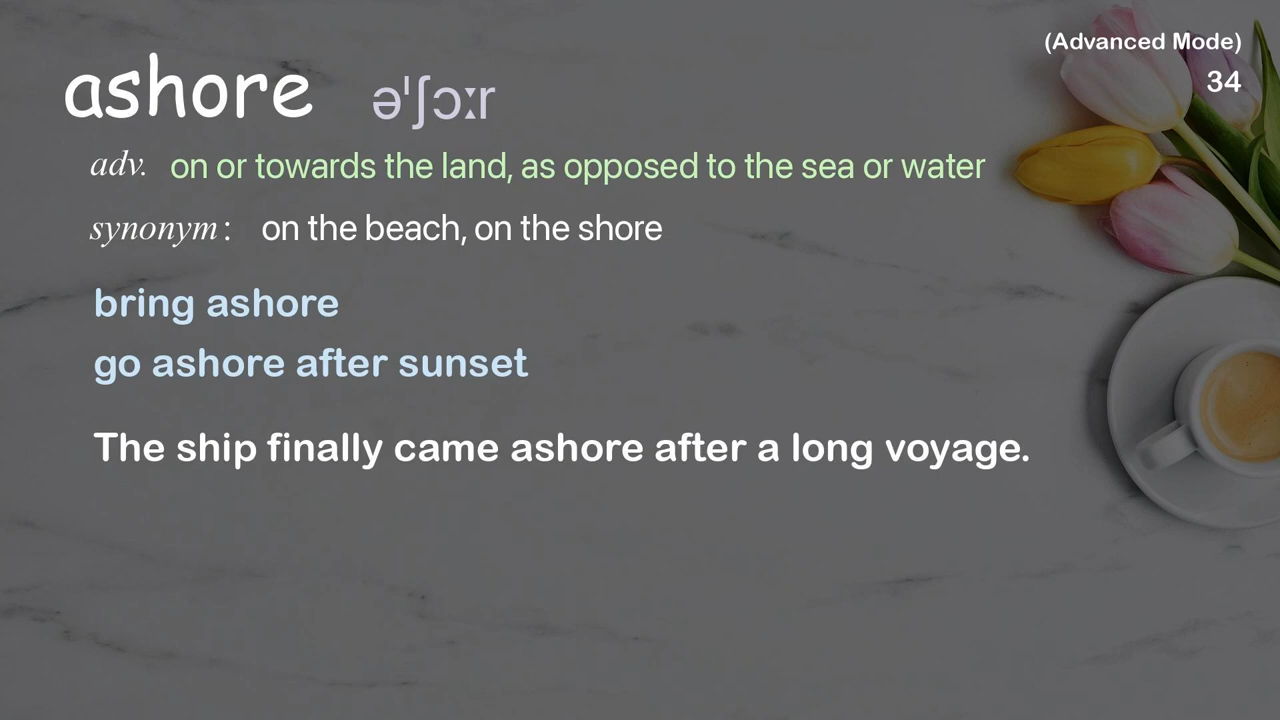 (Advanced Mode)
34
ashore əˈʃɔːr
adv. on or towards the land, as opposed to the sea or water
synonym : on the beach, on the shore
bring ashore
go ashore after sunset
The ship finally came ashore after a long voyage.